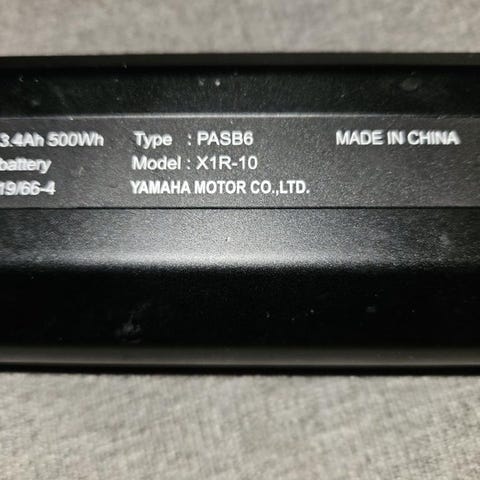 3.4Ah 500Wh Type : PASB6 MADE IN CHINA
battery Model : X1R-10
19/66-4 YAMAHA MOTOR CO.,LTD.